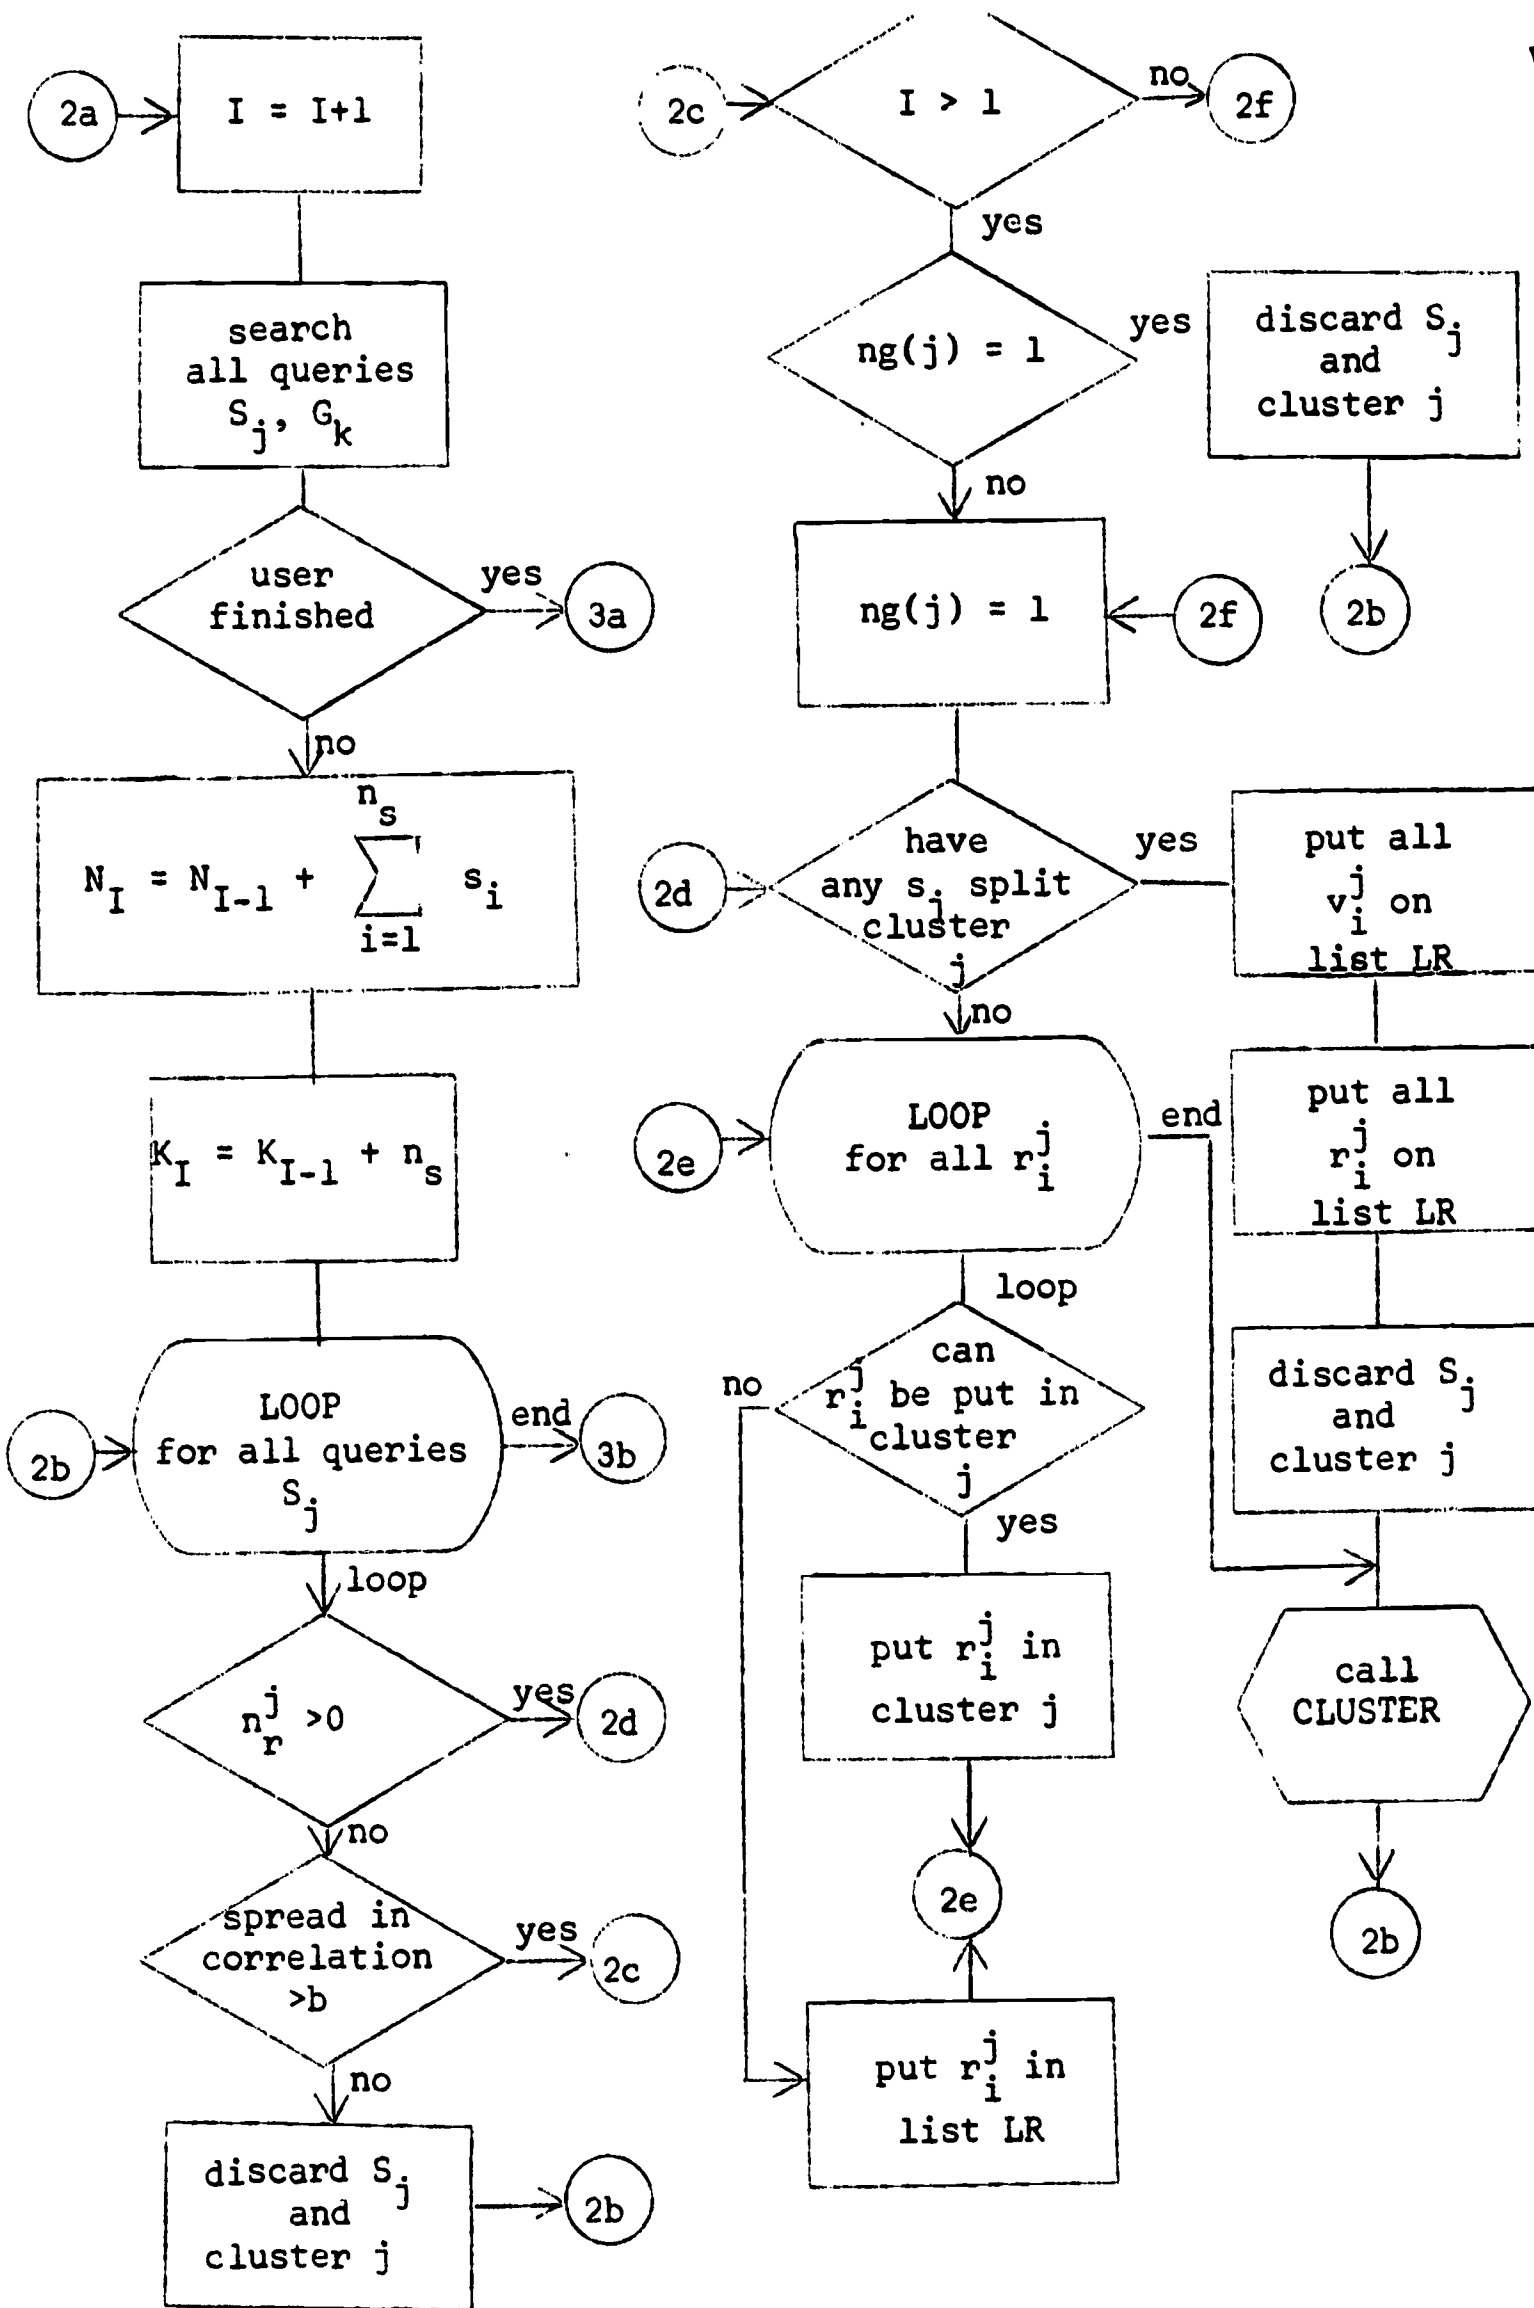 2a
I = I+1
search
all queries
S_j, G_k
user
finished
yes
3a
no
N_I = N_{I-1} + \sum_{i=1}^{n_s} s_i
K_I = K_{I-1} + n_s
2b
LOOP
for all queries
S_j
end
3b
loop
n_r^j >0
yes
2d
no
spread in
correlation
>b
yes
2c
no
discard S_j
and
cluster j
2b
2c
I > 1
no
2f
yes
ng(j) = 1
yes
discard S_j
and
cluster j
2b
no
ng(j) = 1
2f
2d
have
any s_j split
cluster
j
yes
put all
v_i^j on
list LR
no
2e
LOOP
for all r_i^j
end
put all
r_i^j on
list LR
loop
can
r_i^j be put in
cluster
j
no
yes
discard S_j
and
cluster j
put r_i^j in
cluster j
call
CLUSTER
2e
2b
put r_i^j in
list LR